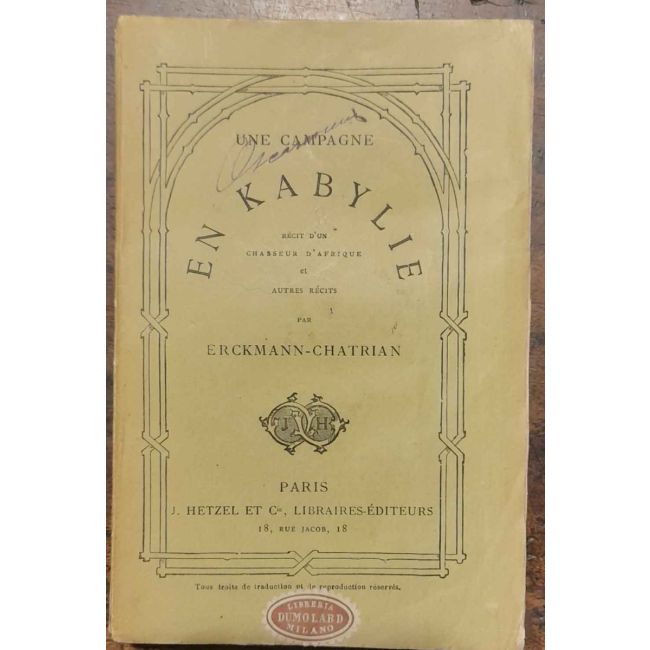 UNE CAMPAGNE
EN KABYLIE
RÉCIT D'UN
CHASSEUR D'AFRIQUE
et
AUTRES RÉCITS
PAR
ERCKMANN-CHATRIAN
J H
PARIS
J. HETZEL ET Cie, LIBRAIRES-ÉDITEURS
18, RUE JACOB, 18
Tous droits de traduction et de reproduction réservés.
LIBRERIA
DUMOLARD
MILANO